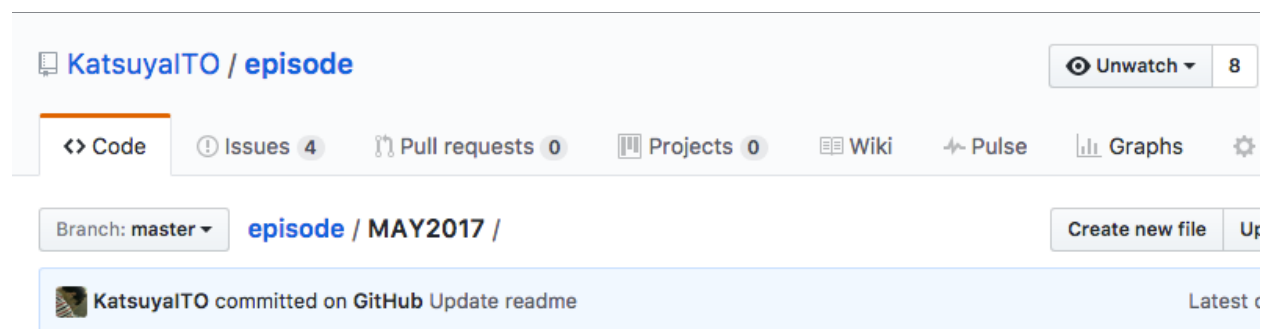 KatsuyaITO / episode
Unwatch 8
Code Issues 4 Pull requests 0 Projects 0 Wiki Pulse Graphs
Branch: master episode / MAY2017 / Create new file
KatsuyaITO committed on GitHub Update readme Latest